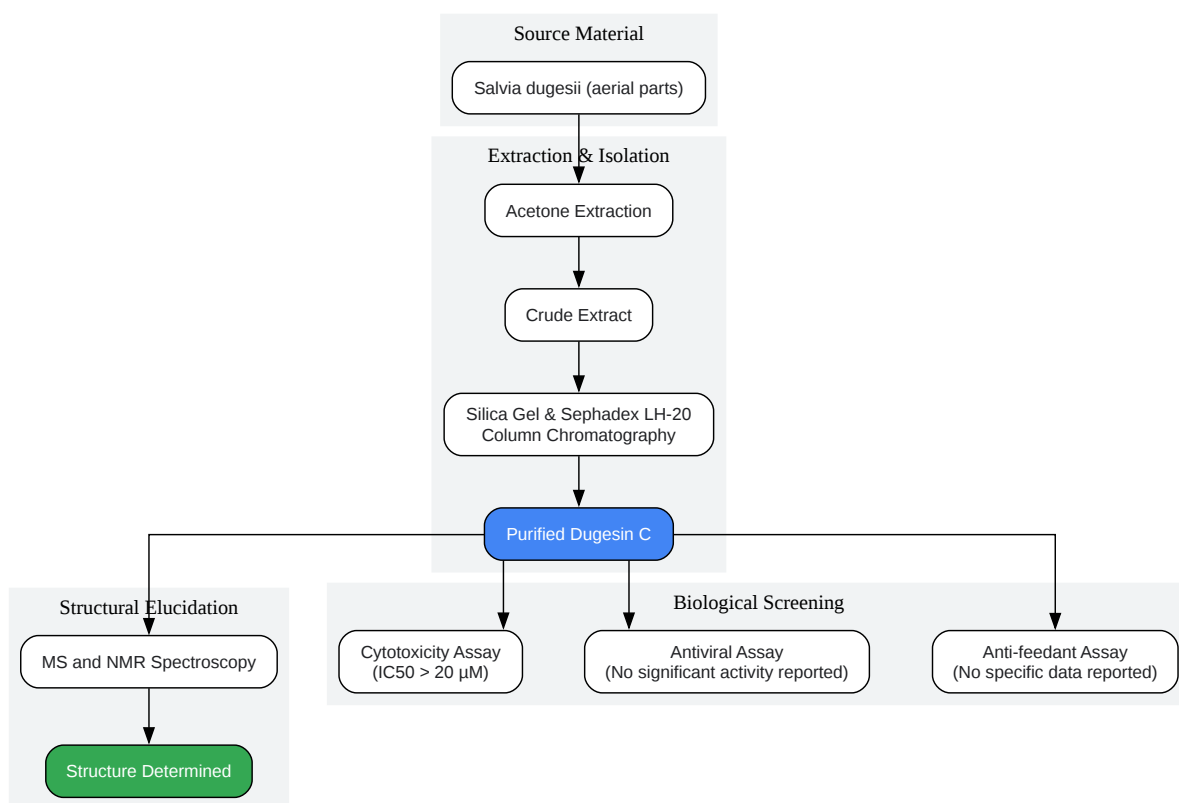 Source Material
Salvia dugesii (aerial parts)
Extraction & Isolation
Acetone Extraction
Crude Extract
Silica Gel & Sephadex LH-20
Column Chromatography
Purified Dugesin C
Structural Elucidation
MS and NMR Spectroscopy
Structure Determined
Biological Screening
Cytotoxicity Assay
(IC50 > 20 µM)
Antiviral Assay
(No significant activity reported)
Anti-feedant Assay
(No specific data reported)